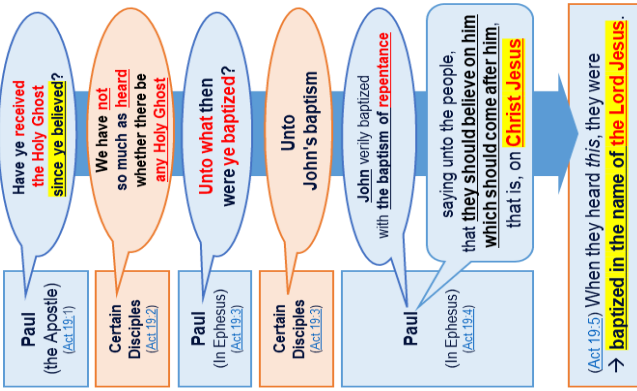 Paul
(the Apostle)
(Act 19:1)
Have ye received
the Holy Ghost
since ye believed?
Certain
Disciples
(Act 19:2)
We have not
so much as heard
whether there be
any Holy Ghost
Paul
(In Ephesus)
(Act 19:3)
Unto what then
were ye baptized?
Certain
Disciples
(Act 19:3)
Unto
John's baptism
Paul
(In Ephesus)
(Act 19:4)
John verily baptized
with the baptism of repentance
saying unto the people,
that they should believe on him
which should come after him,
that is, on Christ Jesus
(Act 19:5) When they heard this, they were
→ baptized in the name of the Lord Jesus.